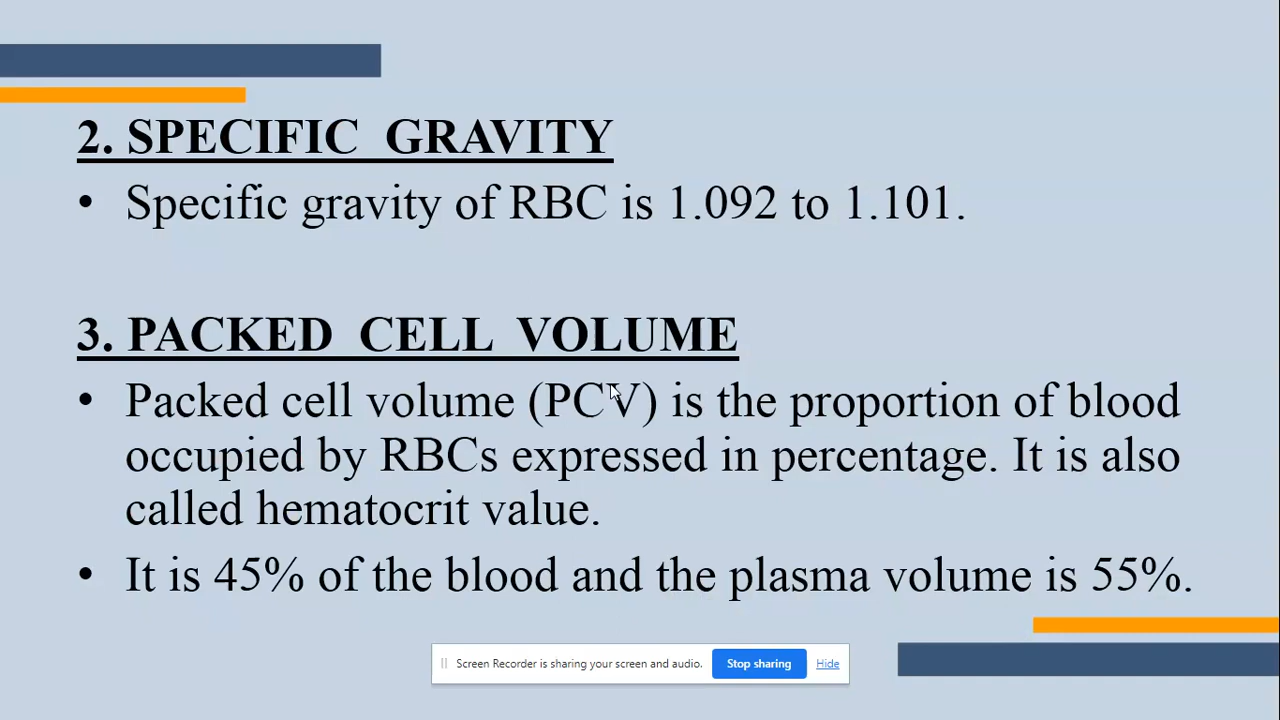 2. SPECIFIC GRAVITY
• Specific gravity of RBC is 1.092 to 1.101.
3. PACKED CELL VOLUME
• Packed cell volume (PCV) is the proportion of blood
occupied by RBCs expressed in percentage. It is also
called hematocrit value.
• It is 45% of the blood and the plasma volume is 55%.
Screen Recorder is sharing your screen and audio. Stop sharing Hide